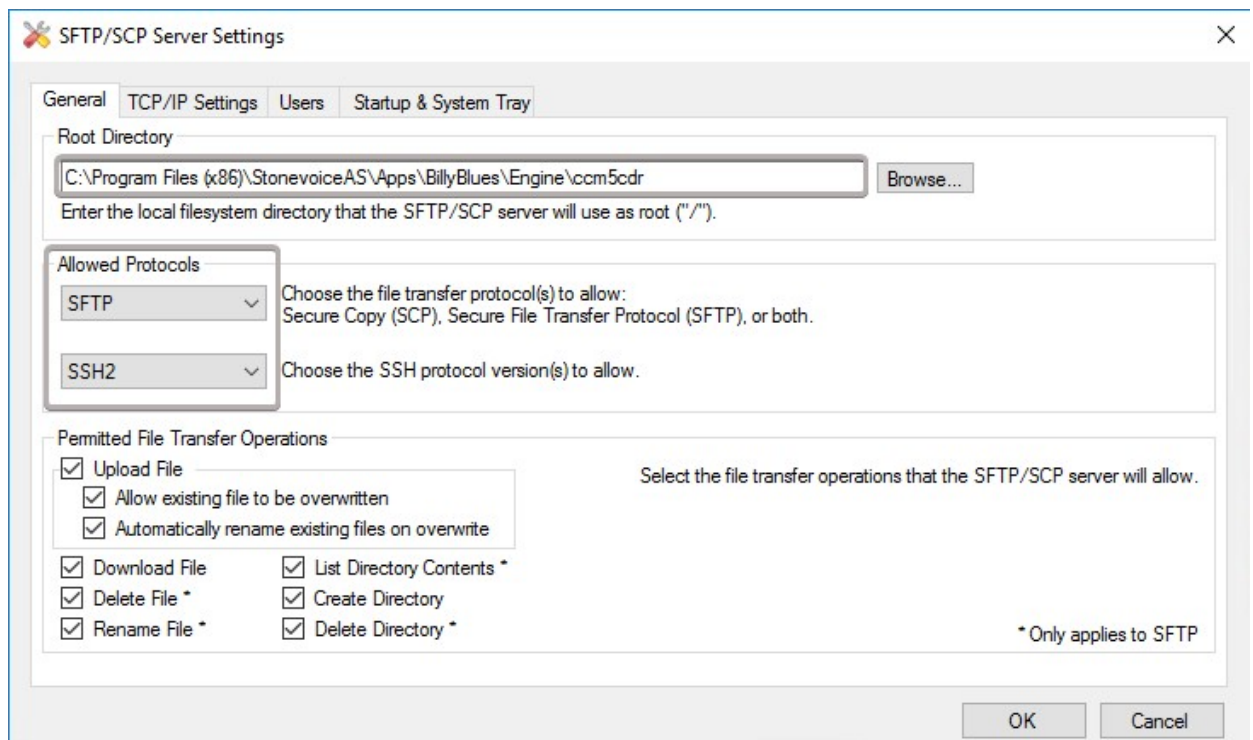 SFTP/SCP Server Settings
General TCP/IP Settings Users Startup & System Tray
Root Directory
C:\Program Files (x86)\StonevoiceAS\Apps\BillyBlues\Engine\ccm5cdr Browse...
Enter the local filesystem directory that the SFTP/SCP server will use as root ("/").
Allowed Protocols
SFTP
Choose the file transfer protocol(s) to allow:
Secure Copy (SCP), Secure File Transfer Protocol (SFTP), or both.
SSH2 Choose the SSH protocol version(s) to allow.
Permitted File Transfer Operations
Upload File
Select the file transfer operations that the SFTP/SCP server will allow.
Allow existing file to be overwritten
Automatically rename existing files on overwrite
Download File List Directory Contents *
Delete File * Create Directory
Rename File * Delete Directory *
* Only applies to SFTP
OK Cancel